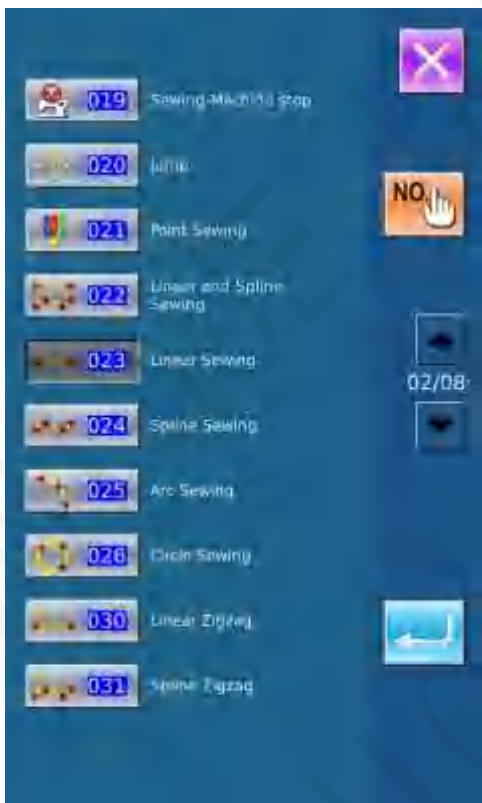 019 Sewing Machine stop
020 Jump
NO.
021 Point Sewing
022 Linear and Spline
Sewing
023 Linear Sewing
02/08
024 Spline Sewing
025 Arc Sewing
026 Circle Sewing
030 Linear Zigzag
031 Spline Zigzag